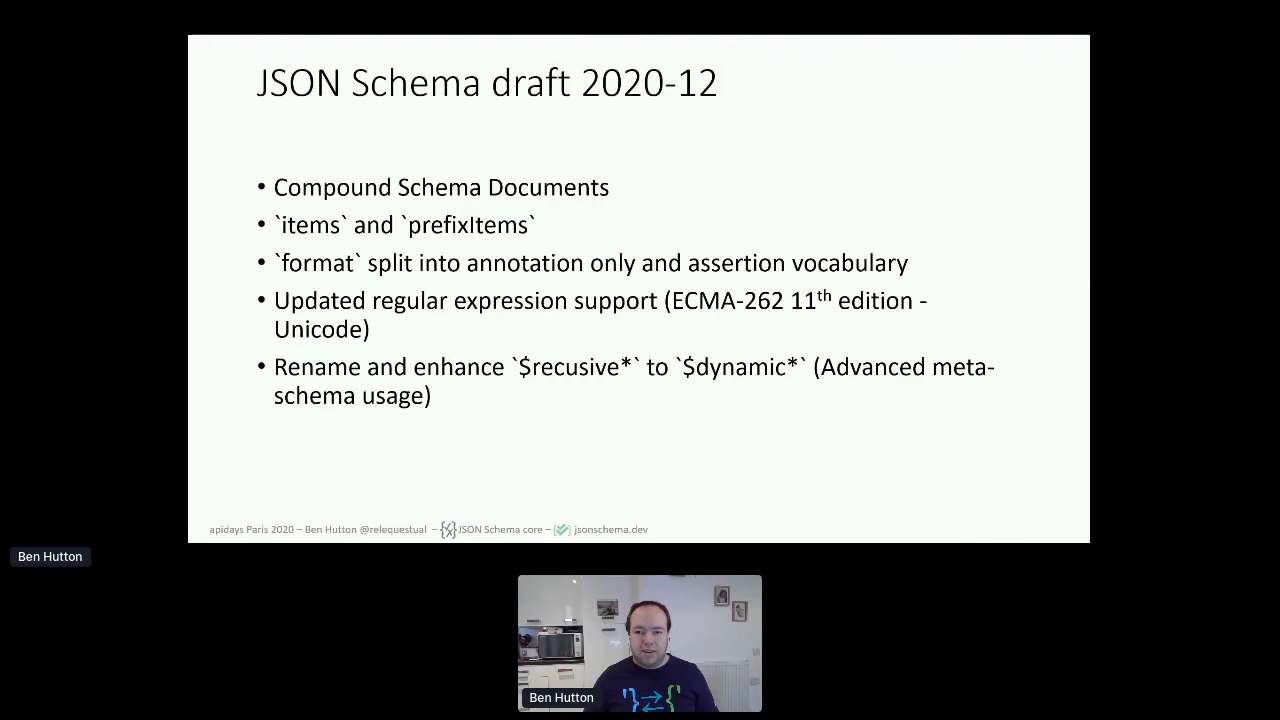 JSON Schema draft 2020-12
• Compound Schema Documents
• `items` and `prefixItems`
• `format` split into annotation only and assertion vocabulary
• Updated regular expression support (ECMA-262 11th edition -
Unicode)
• Rename and enhance `$recusive*` to `$dynamic*` (Advanced meta-
schema usage)
apidays Paris 2020 – Ben Hutton @relequestual – JSON Schema core – jsonschema.dev
Ben Hutton
Ben Hutton